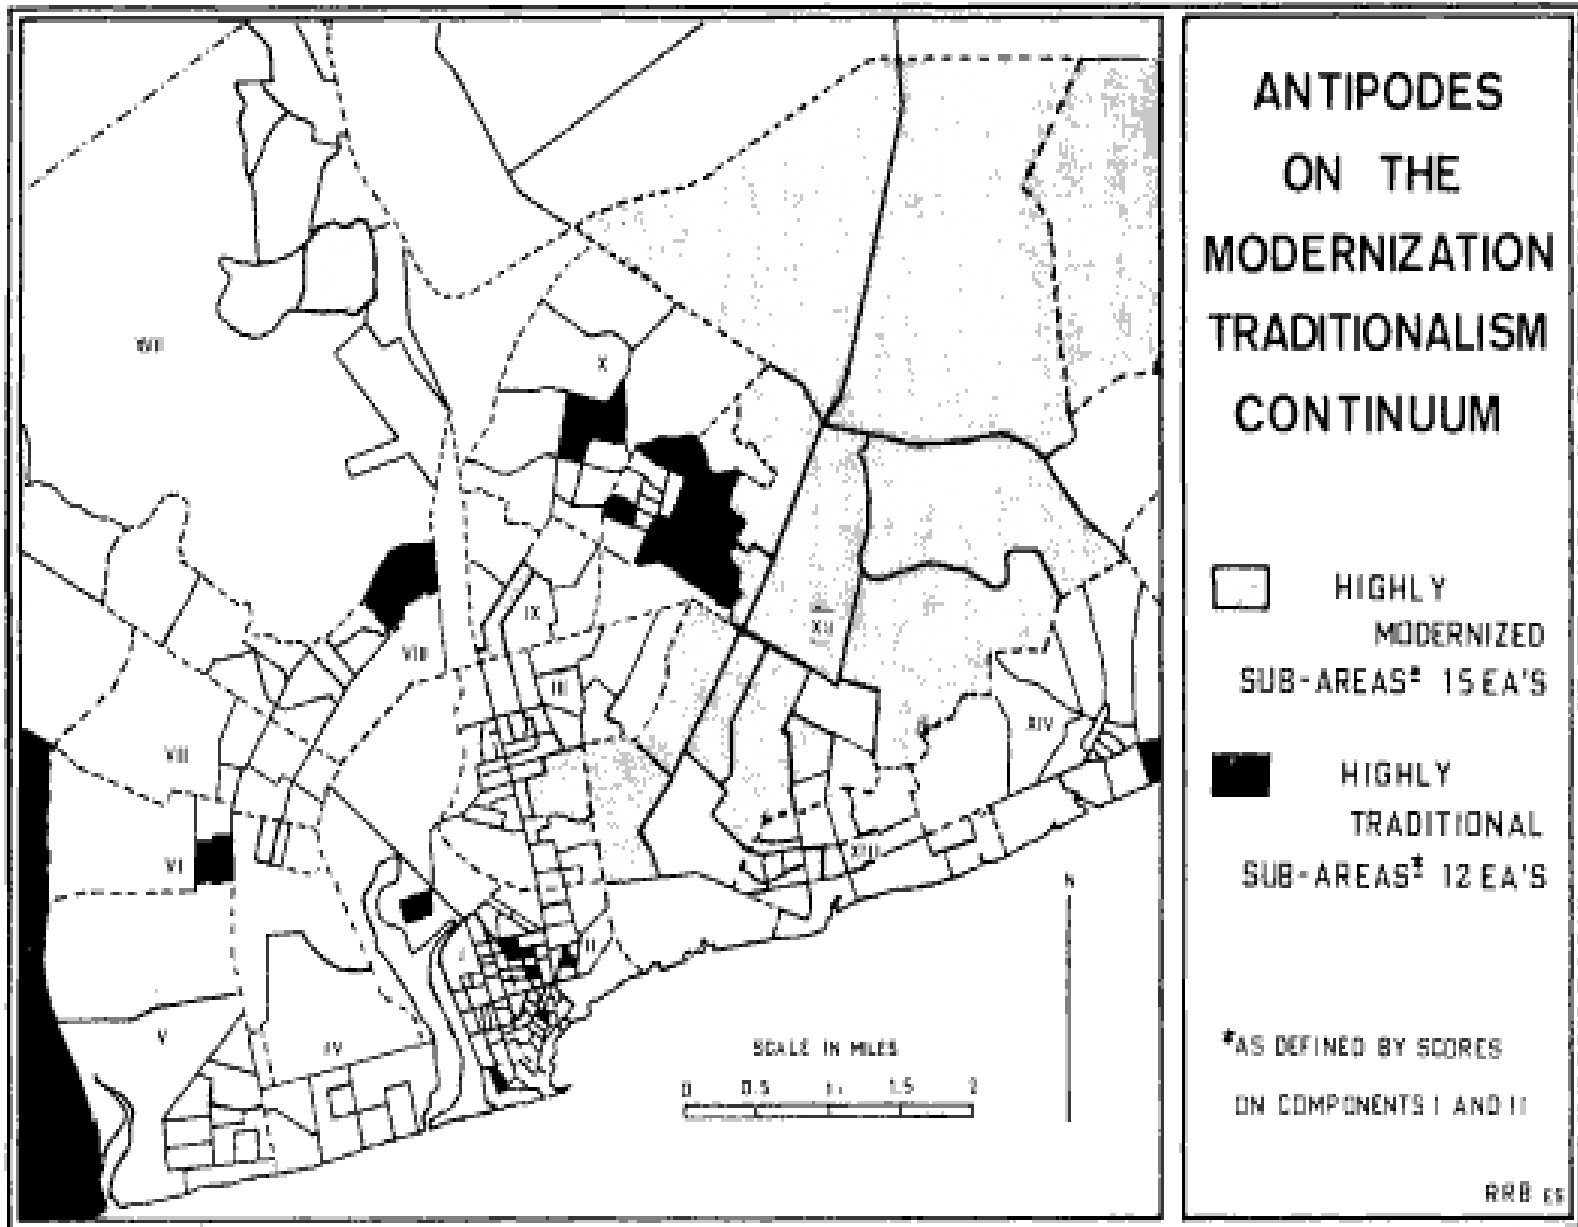 ANTIPODES
ON THE
MODERNIZATION
TRADITIONALISM
CONTINUUM
HIGHLY
MODERNIZED
SUB-AREAS* 15 EA'S
HIGHLY
TRADITIONAL
SUB-AREAS* 12 EA'S
*AS DEFINED BY SCORES
ON COMPONENTS I AND II
RRB
X
IX
VIII
III
XII
XIV
VII
VI
XIII
II
V
IV
N
SCALE IN MILES
0 0.5 1 1.5 2